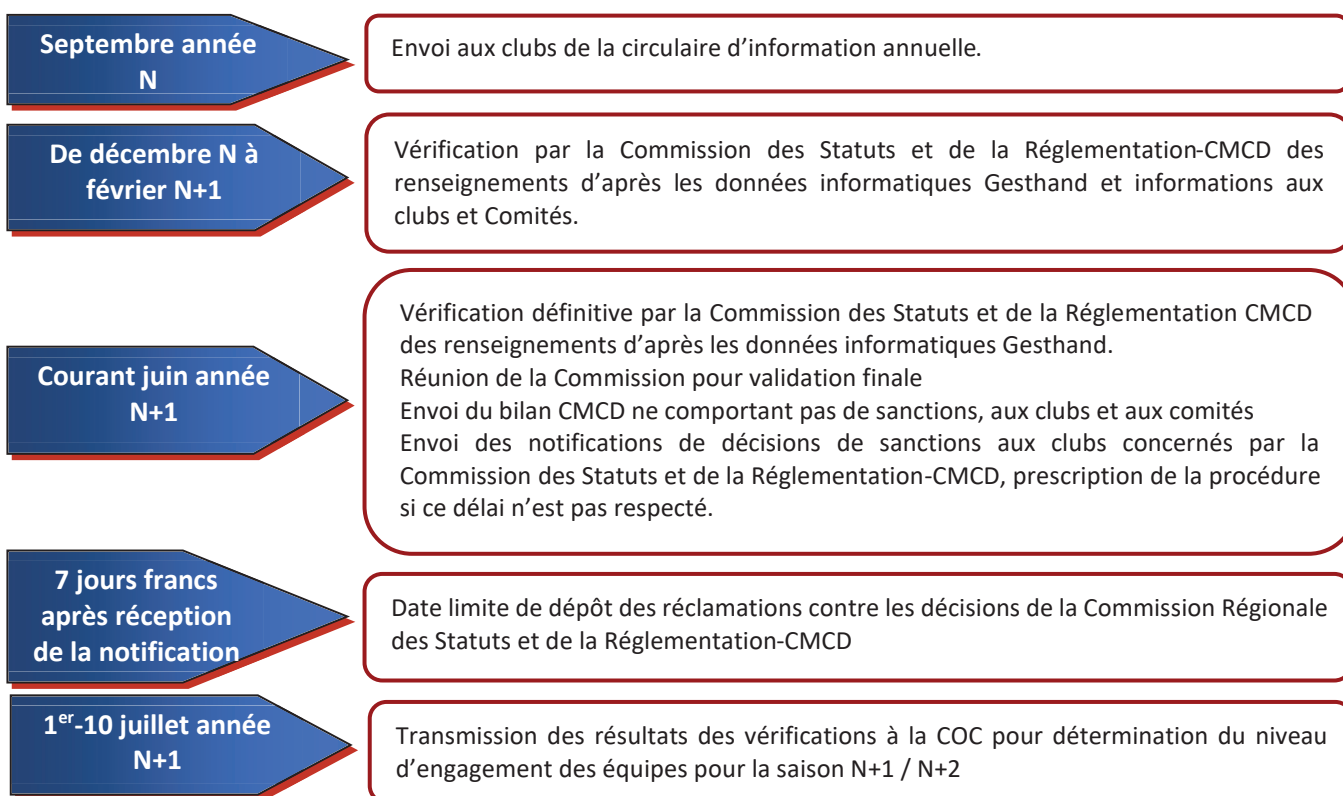 Septembre année
N
Envoi aux clubs de la circulaire d’information annuelle.
De décembre N à
février N+1
Vérification par la Commission des Statuts et de la Réglementation-CMCD des
renseignements d’après les données informatiques Gesthand et informations aux
clubs et Comités.
Courant juin année
N+1
Vérification définitive par la Commission des Statuts et de la Réglementation CMCD
des renseignements d’après les données informatiques Gesthand.
Réunion de la Commission pour validation finale
Envoi du bilan CMCD ne comportant pas de sanctions, aux clubs et aux comités
Envoi des notifications de décisions de sanctions aux clubs concernés par la
Commission des Statuts et de la Réglementation-CMCD, prescription de la procédure
si ce délai n’est pas respecté.
7 jours francs
après réception
de la notification
Date limite de dépôt des réclamations contre les décisions de la Commission Régionale
des Statuts et de la Réglementation-CMCD
1er-10 juillet année
N+1
Transmission des résultats des vérifications à la COC pour détermination du niveau
d’engagement des équipes pour la saison N+1 / N+2